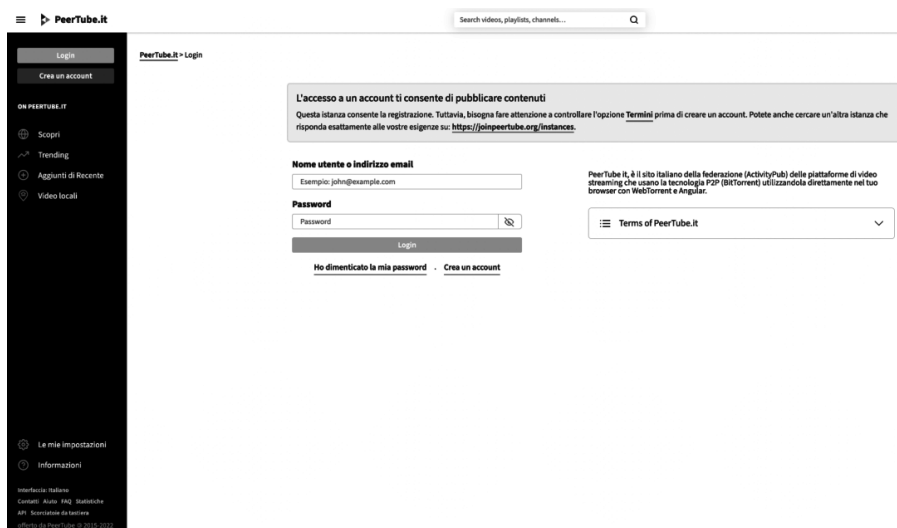 PeerTube.it
Search videos, playlists, channels...
Login
Crea un account
ON PEERTUBE.IT
Scopri
Trending
Aggiunti di Recente
Video locali
Le mie impostazioni
Informazioni
Interfaccia: Italiano
Contatti Aiuto FAQ Statistiche
API Scorciatoie da tastiera
offerto da PeerTube @ 2015-2022
PeerTube.it > Login
L'accesso a un account ti consente di pubblicare contenuti
Questa istanza consente la registrazione. Tuttavia, bisogna fare attenzione a controllare l'opzione Termini prima di creare un account. Potete anche cercare un'altra istanza che
risponda esattamente alle vostre esigenze su: https://joinpeertube.org/instances.
Nome utente o indirizzo email
Esempio: john@example.com
Password
Password
Login
Ho dimenticato la mia password . Crea un account
PeerTube it, è il sito italiano della federazione (ActivityPub) delle piattaforme di video
streaming che usano la tecnologia P2P (BitTorrent) utilizzandola direttamente nel tuo
browser con WebTorrent e Angular.
Terms of PeerTube.it